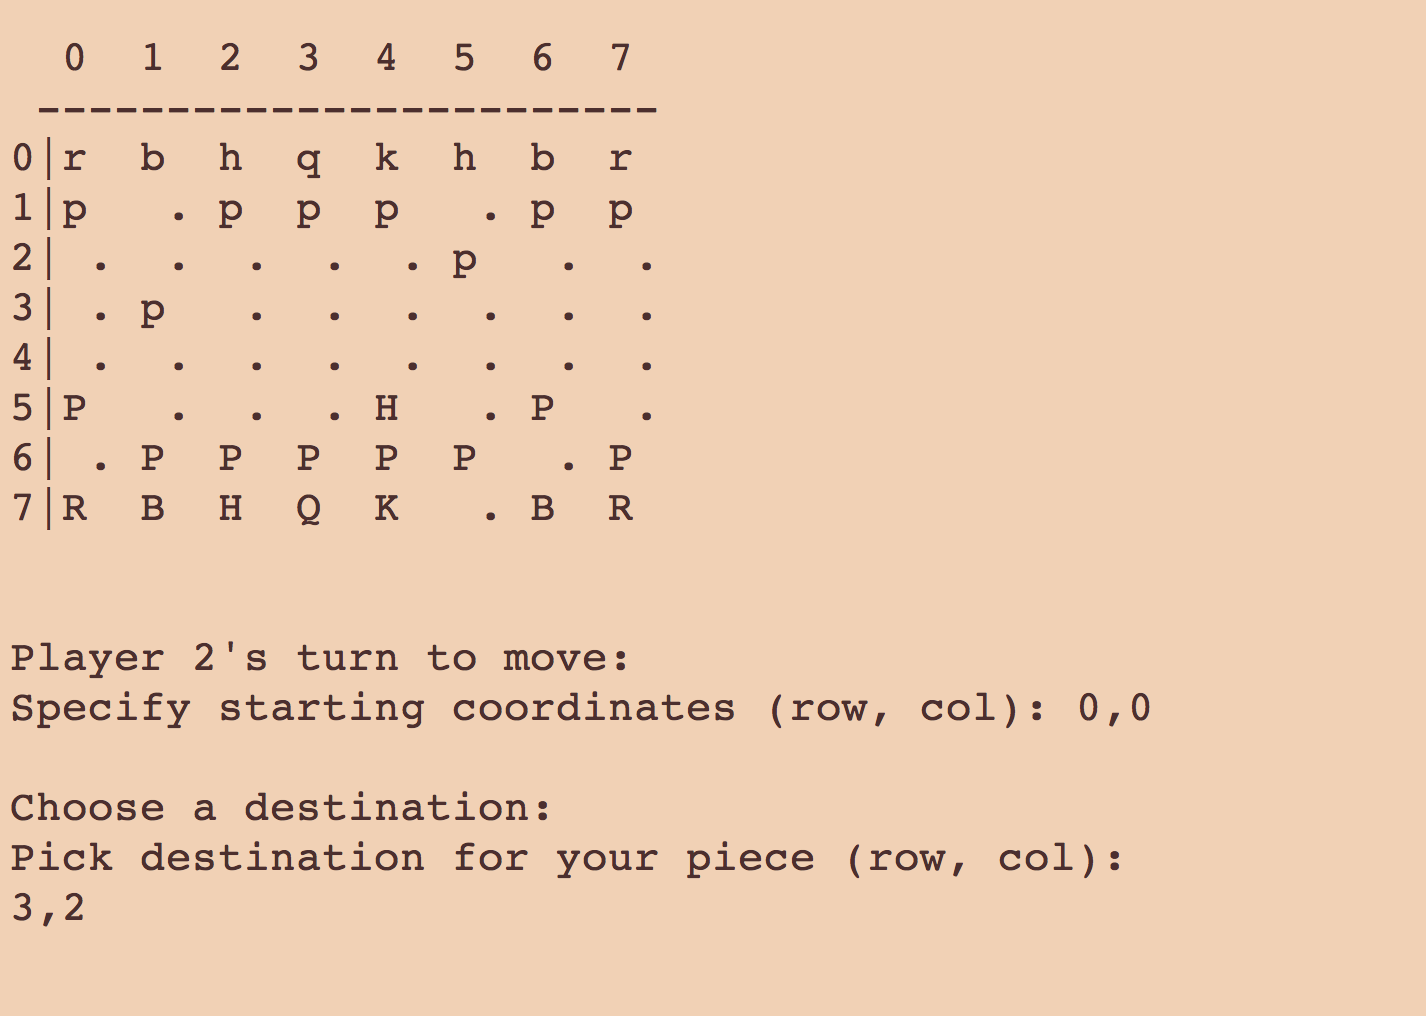 0 1 2 3 4 5 6 7
------------------------
0|r b h q k h b r
1|p . p p p . p p
2| . . . . . p . .
3| . p . . . . . .
4| . . . . . . . .
5|P . . . H . P .
6| . P P P P P . P
7|R B H Q K . B R
Player 2's turn to move:
Specify starting coordinates (row, col): 0,0
Choose a destination:
Pick destination for your piece (row, col):
3,2